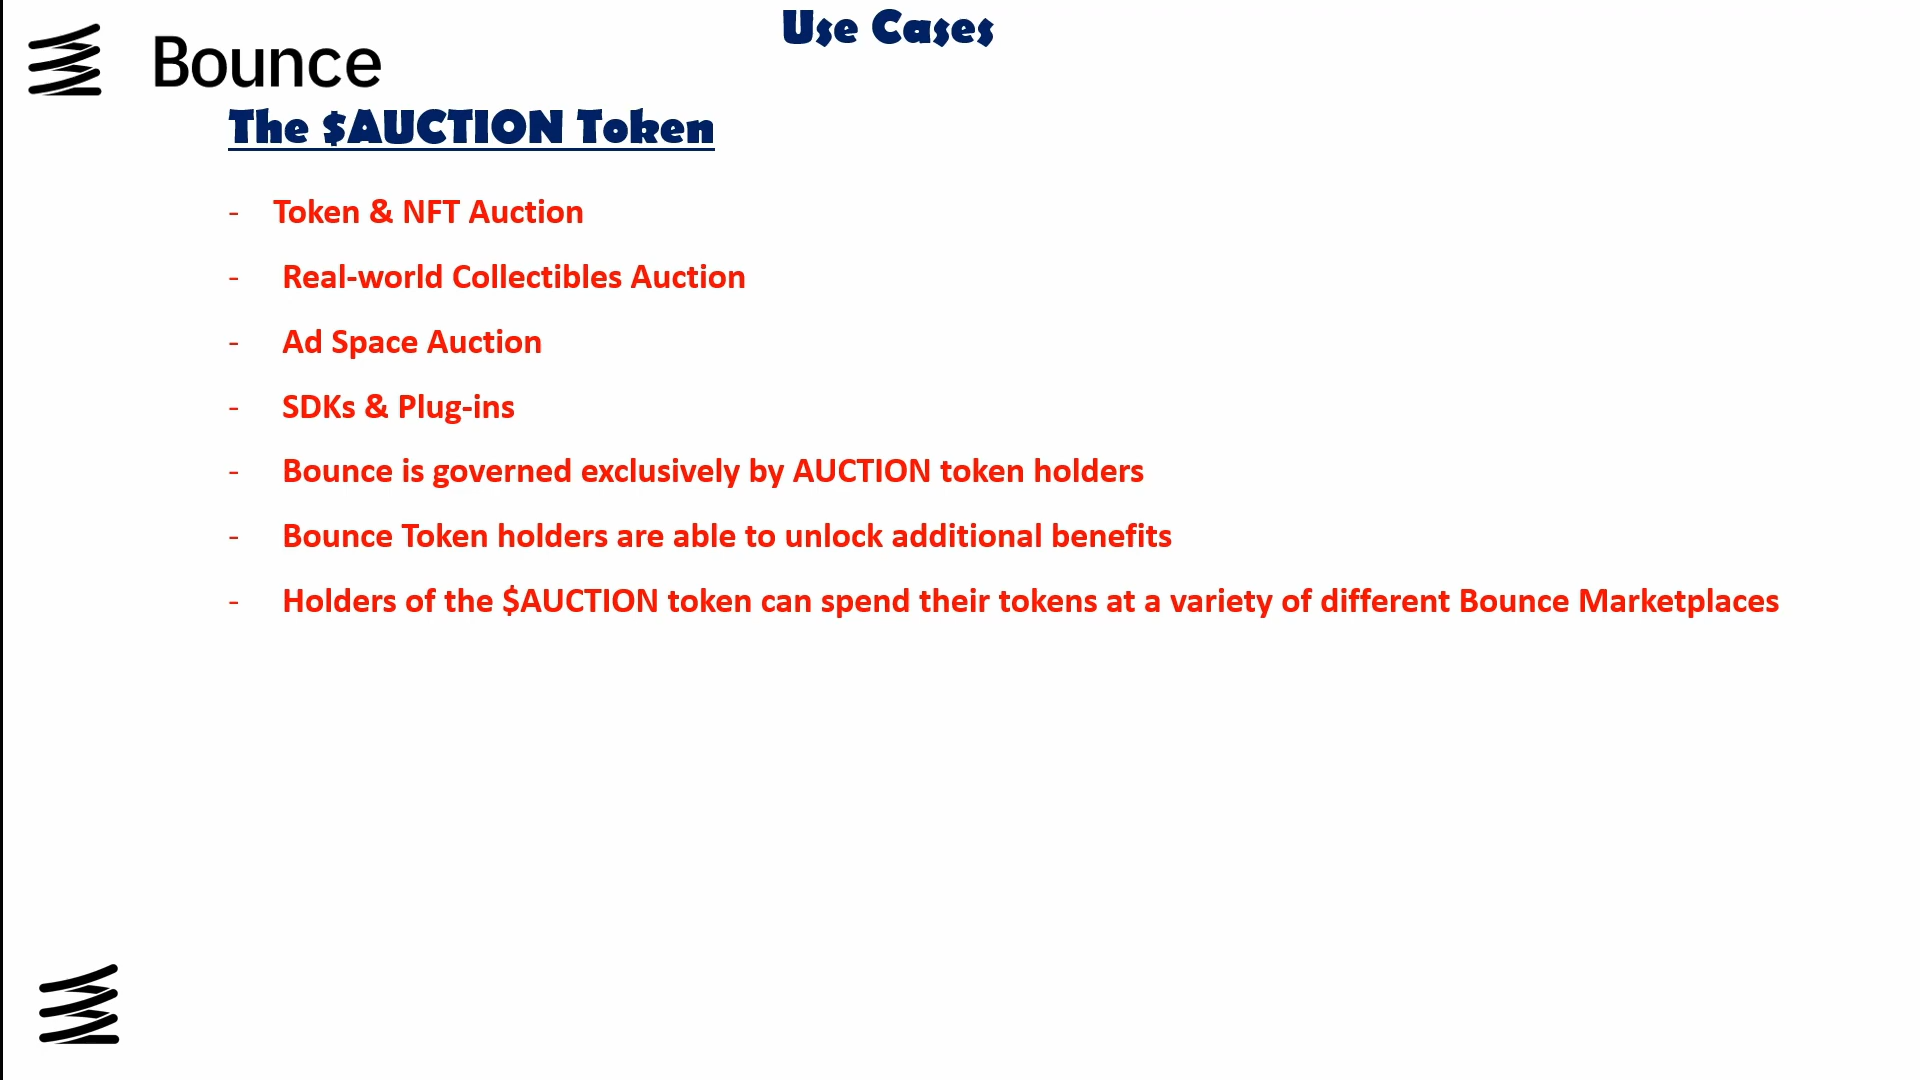 Use Cases
Bounce
The $AUCTION Token
- Token & NFT Auction
- Real-world Collectibles Auction
- Ad Space Auction
- SDKs & Plug-ins
- Bounce is governed exclusively by AUCTION token holders
- Bounce Token holders are able to unlock additional benefits
- Holders of the $AUCTION token can spend their tokens at a variety of different Bounce Marketplaces